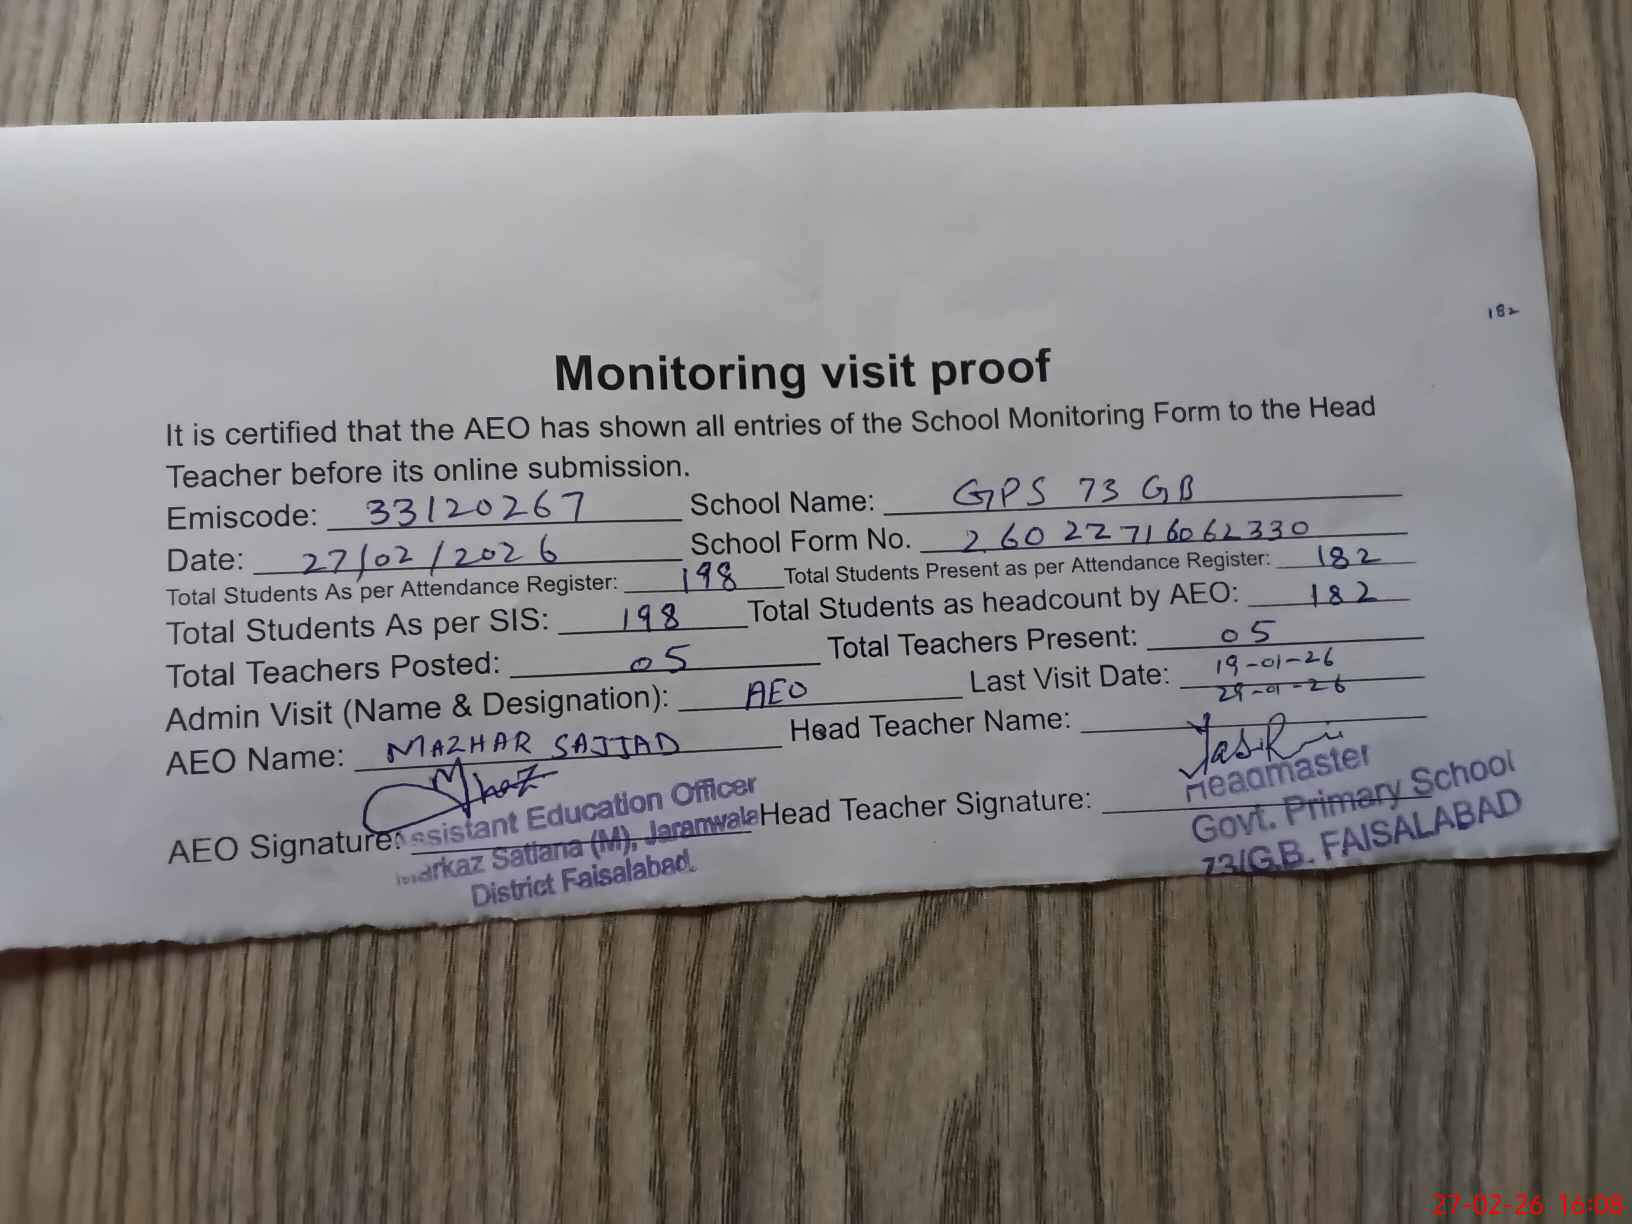 182
Monitoring visit proof
It is certified that the AEO has shown all entries of the School Monitoring Form to the Head
Teacher before its online submission.
Emiscode: 33120267 School Name: GPS 73 GB
Date: 27/02/2026 School Form No. 26022716062330
Total Students As per Attendance Register: 198 Total Students Present as per Attendance Register: 182
Total Students As per SIS: 198 Total Students as headcount by AEO: 182
Total Teachers Posted: 05 Total Teachers Present: 05
Admin Visit (Name & Designation): AEO Last Visit Date: 19-01-26
29-01-26
AEO Name: MAZHAR SAJJAD Head Teacher Name:
Yasir
AEO Signature: Head Teacher Signature:
Assistant Education Officer
Markaz Satiana (M), Jaranwala
District Faisalabad.
Headmaster
Govt. Primary School
73/G.B. FAISALABAD
27-02-26 16:08